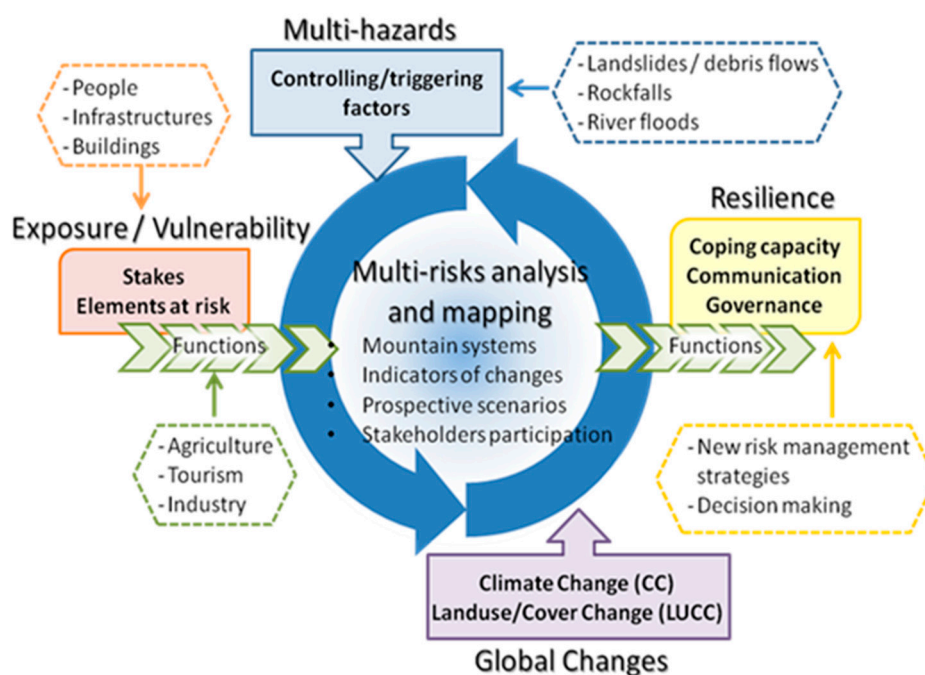 Multi-hazards
Controlling/triggering
factors
- Landslides / debris flows
- Rockfalls
- River floods
- People
- Infrastructures
- Buildings
Exposure / Vulnerability
Stakes
Elements at risk
Functions
- Agriculture
- Tourism
- Industry
Multi-risks analysis
and mapping
• Mountain systems
• Indicators of changes
• Prospective scenarios
• Stakeholders participation
Resilience
Coping capacity
Communication
Governance
Functions
- New risk management
strategies
- Decision making
Climate Change (CC)
Landuse/Cover Change (LUCC)
Global Changes